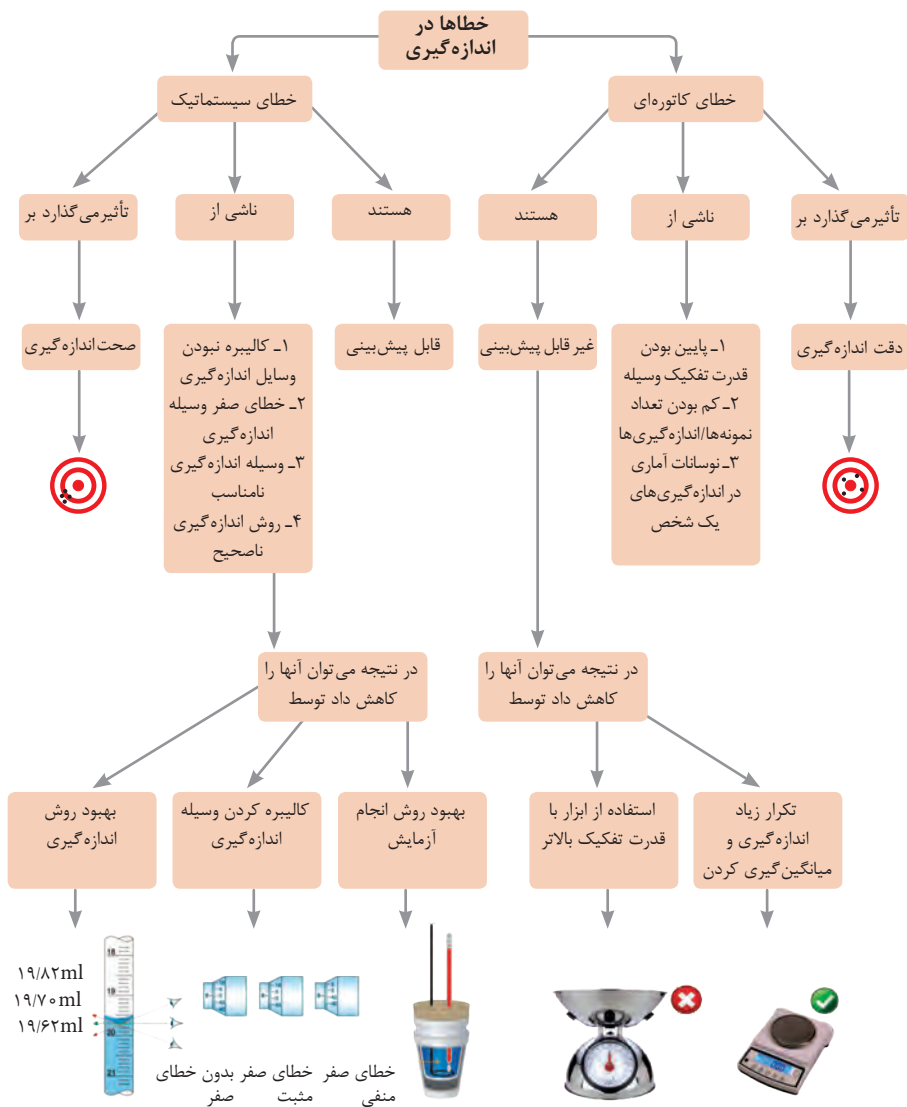 خطاها در
اندازه‌گیری
خطای کاتوره‌ای
خطای سیستماتیک
تأثیرمی‌گذارد بر
ناشی از
هستند
هستند
ناشی از
تأثیرمی‌گذارد بر
دقت اندازه‌گیری
۱ـ پایین بودن
قدرت تفکیک وسیله
۲ـ کم بودن تعداد
نمونه‌ها/اندازه‌گیری‌ها
۳ـ نوسانات آماری
در اندازه‌گیری‌های
یک شخص
غیر قابل پیش‌بینی
قابل پیش‌بینی
۱ـ کالیبره نبودن
وسایل اندازه‌گیری
۲ـ خطای صفر وسیله
اندازه‌گیری
۳ـ وسیله اندازه‌گیری
نامناسب
۴ـ روش اندازه‌گیری
ناصحیح
صحت اندازه‌گیری
در نتیجه می‌توان آنها را
کاهش داد توسط
در نتیجه می‌توان آنها را
کاهش داد توسط
تکرار زیاد
اندازه‌گیری و
میانگین‌گیری کردن
استفاده از ابزار با
قدرت تفکیک بالاتر
بهبود روش انجام
آزمایش
کالیبره کردن وسیله
اندازه‌گیری
بهبود روش
اندازه‌گیری
خطای صفر
منفی
خطای صفر
مثبت
بدون خطای
صفر
18
19
20
21
۱۹/۸۲ml
۱۹/۷۰ml
۱۹/۶۲ml